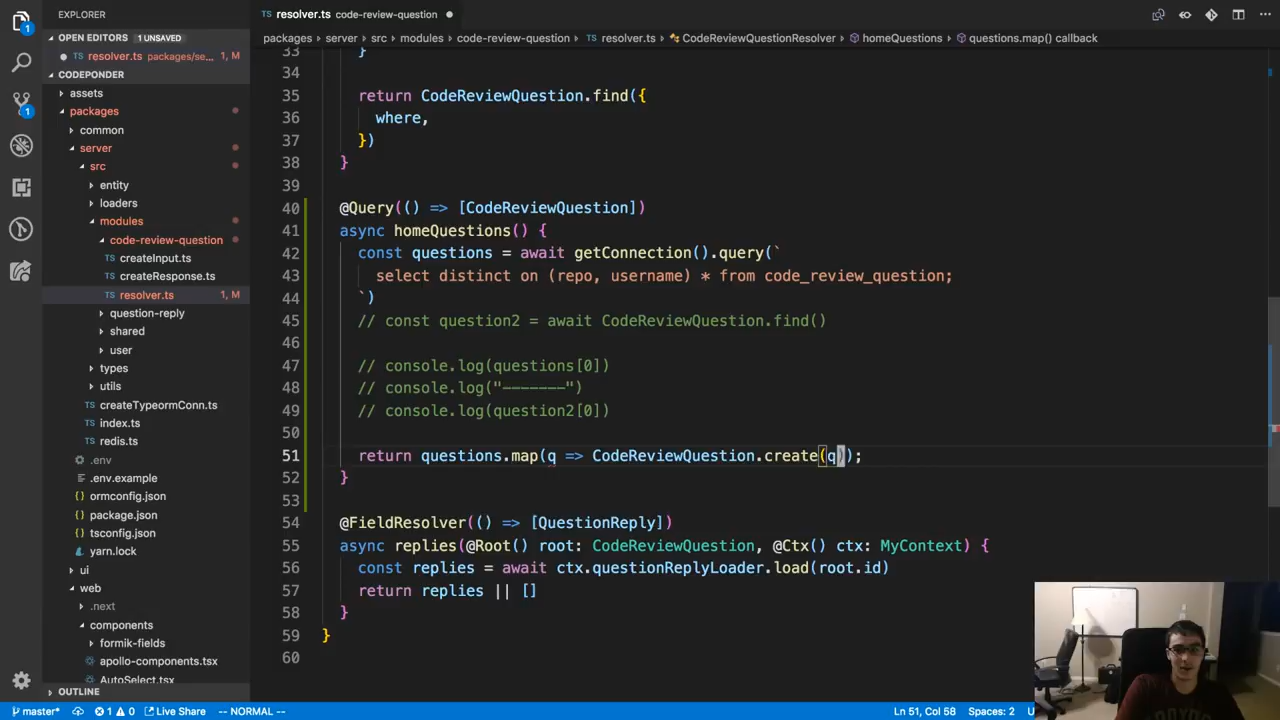 EXPLORER
resolver.ts code-review-question
OPEN EDITORS 1 UNSAVED
packages › server › src › modules › code-review-question › resolver.ts › CodeReviewQuestionResolver › homeQuestions › questions.map() callback
resolver.ts packages/se... 1, M
CODEPONDER
assets
packages
common
server
src
entity
loaders
modules
code-review-question
createInput.ts
createResponse.ts
resolver.ts 1, M
question-reply
shared
user
types
utils
createTypeormConn.ts
index.ts
redis.ts
.env
.env.example
ormconfig.json
package.json
tsconfig.json
yarn.lock
ui
web
.next
components
formik-fields
apollo-components.tsx
AutoSelect.tsx
OUTLINE
33 }
34
35 return CodeReviewQuestion.find({
36 where,
37 })
38 }
39
40 @Query(() => [CodeReviewQuestion])
41 async homeQuestions() {
42 const questions = await getConnection().query(`
43 select distinct on (repo, username) * from code_review_question;
44 `)
45 // const question2 = await CodeReviewQuestion.find()
46
47 // console.log(questions[0])
48 // console.log("-------")
49 // console.log(question2[0])
50
51 return questions.map(q => CodeReviewQuestion.create(q));
52 }
53
54 @FieldResolver(() => [QuestionReply])
55 async replies(@Root() root: CodeReviewQuestion, @Ctx() ctx: MyContext) {
56 const replies = await ctx.questionReplyLoader.load(root.id)
57 return replies || []
58 }
59 }
60
master* 1 0 Live Share -- NORMAL -- Ln 51, Col 58 Spaces: 2